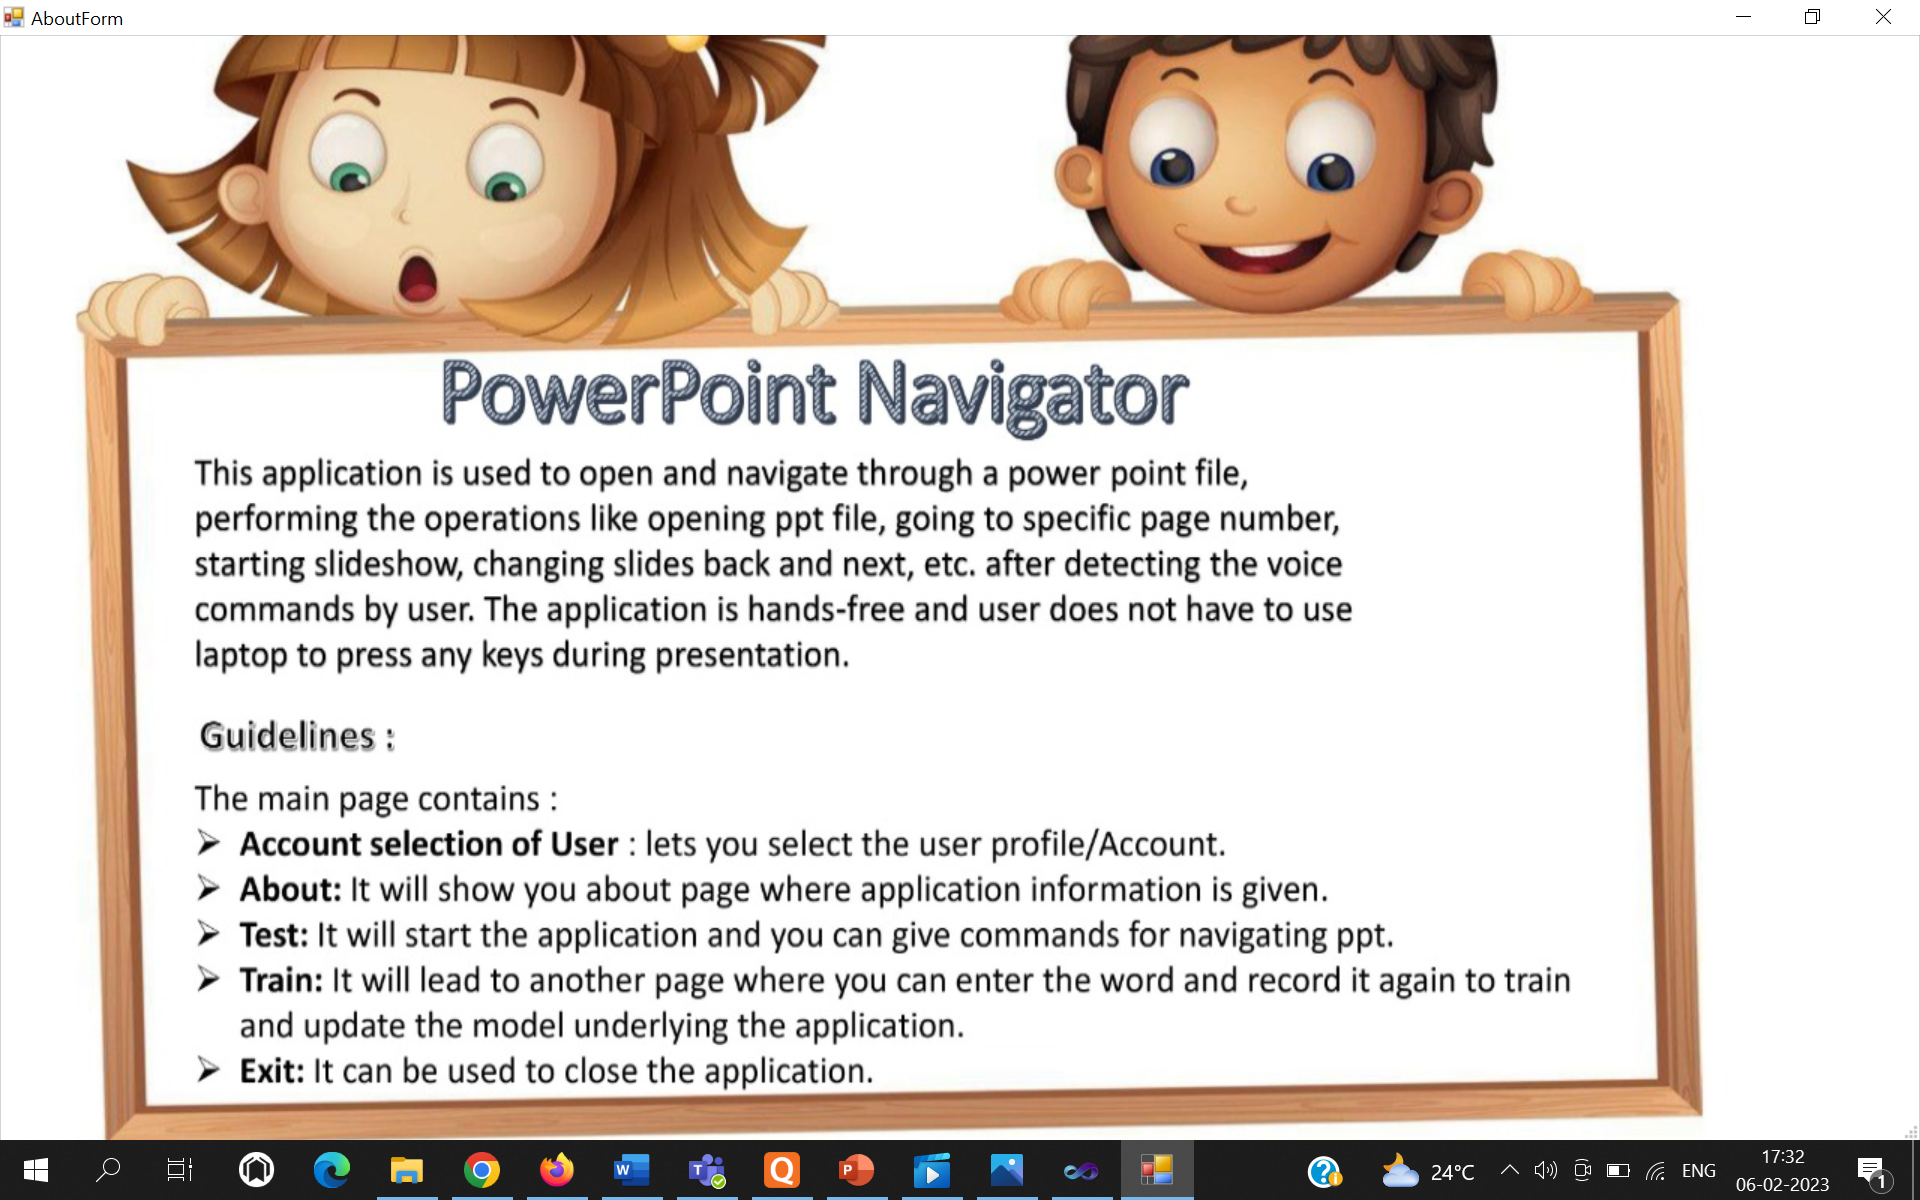 AboutForm
PowerPoint Navigator
This application is used to open and navigate through a power point file,
performing the operations like opening ppt file, going to specific page number,
starting slideshow, changing slides back and next, etc. after detecting the voice
commands by user. The application is hands-free and user does not have to use
laptop to press any keys during presentation.
Guidelines :
The main page contains :
➢ Account selection of User : lets you select the user profile/Account.
➢ About: It will show you about page where application information is given.
➢ Test: It will start the application and you can give commands for navigating ppt.
➢ Train: It will lead to another page where you can enter the word and record it again to train
and update the model underlying the application.
➢ Exit: It can be used to close the application.
24°C
ENG
17:32
06-02-2023
1